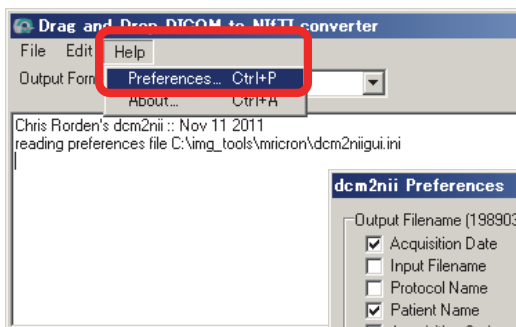 Drag and Drop DICOM to NIfTI converter
File Edit Help
Output Form
Preferences... Ctrl+P
About... Ctrl+A
Chris Rorden's dcm2nii :: Nov 11 2011
reading preferences file C:\img_tools\mricron\dcm2niigui.ini
dcm2nii Preferences
Output Filename (198903
Acquisition Date
Input Filename
Protocol Name
Patient Name